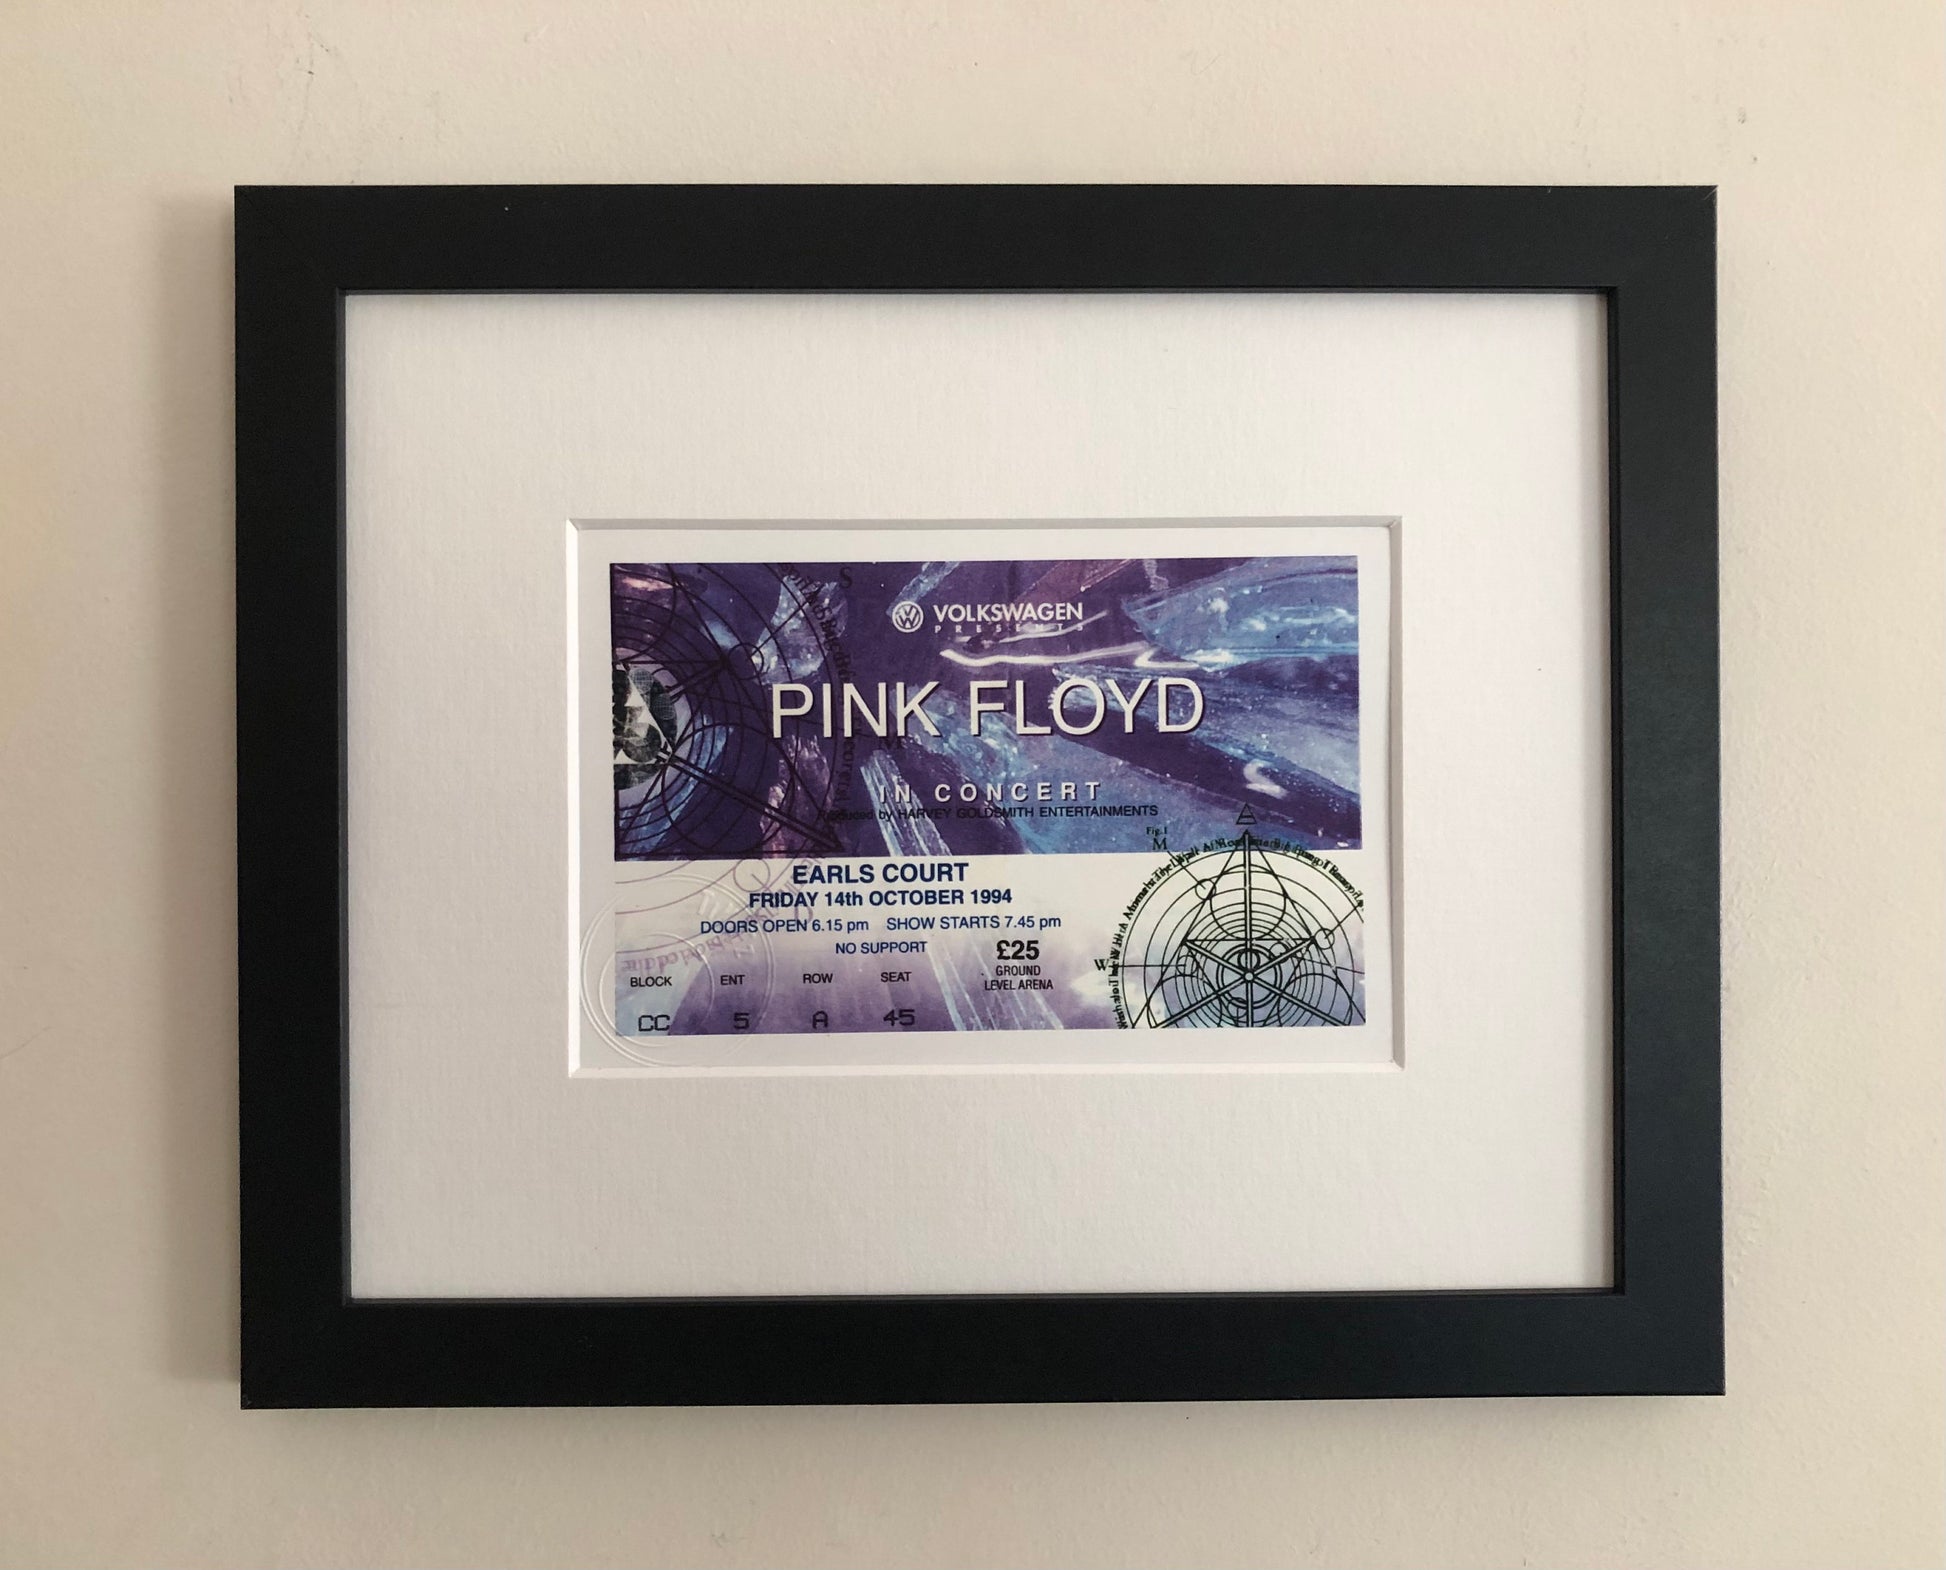 VOLKSWAGEN
PRESENTS
PINK FLOYD
IN CONCERT
Produced by HARVEY GOLDSMITH ENTERTAINMENTS
EARLS COURT
FRIDAY 14th OCTOBER 1994
DOORS OPEN 6.15 pm SHOW STARTS 7.45 pm
NO SUPPORT
£25
GROUND
LEVEL ARENA
BLOCK ENT ROW SEAT
CC 5 A 45
S
M
Fig.1
M
W